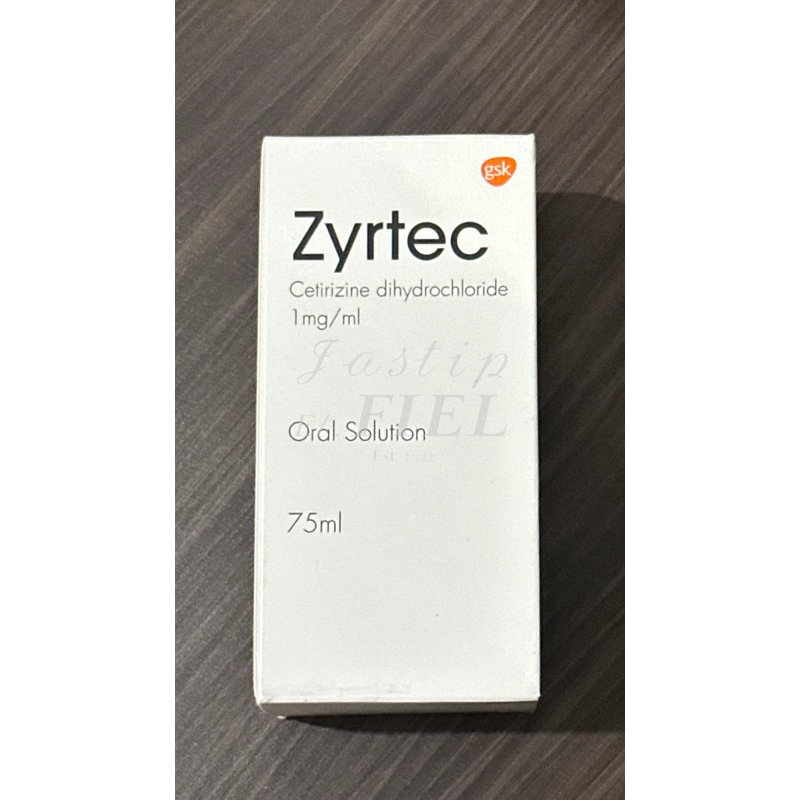 gsk
Zyrtec
Cetirizine dihydrochloride
1mg/ml
Jastip
FIEL
Oral Solution
75ml